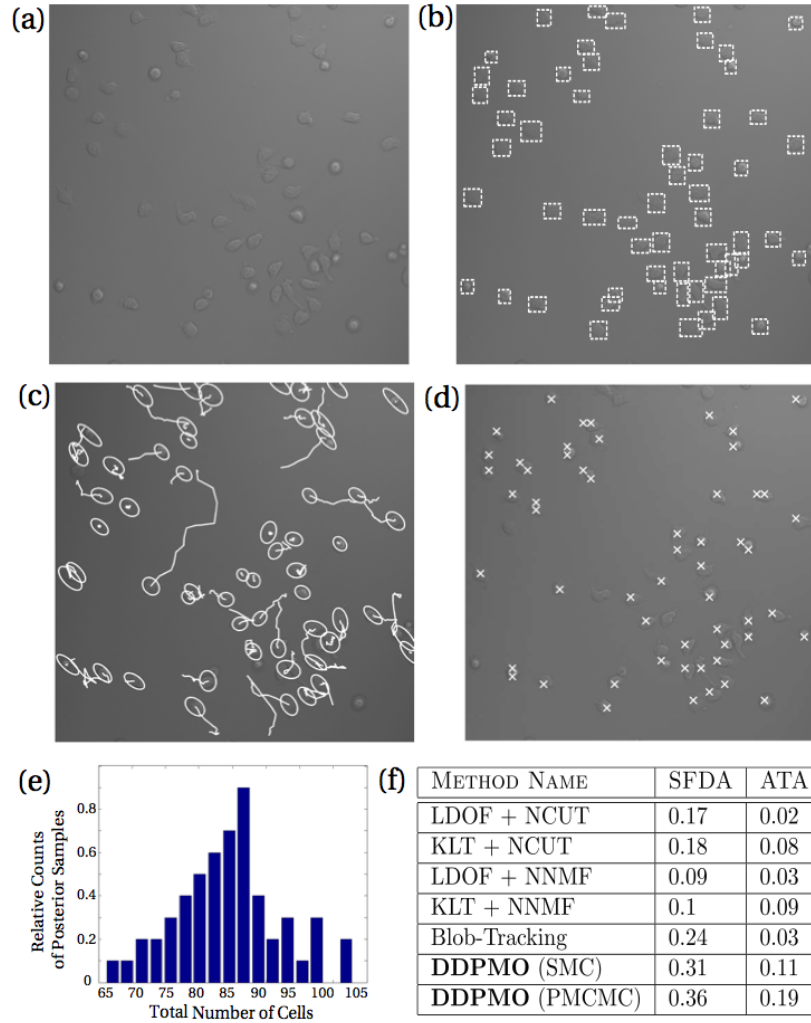 (a)
(b)
(c)
(d)
(e)
0.8
0.6
0.4
0.2
0
Relative Counts
of Posterior Samples
65 70 75 80 85 90 95 100 105
Total Number of Cells
(f)
METHOD NAME SFDA ATA
LDOF + NCUT 0.17 0.02
KLT + NCUT 0.18 0.08
LDOF + NNMF 0.09 0.03
KLT + NNMF 0.1 0.09
Blob-Tracking 0.24 0.03
DDPMO (SMC) 0.31 0.11
DDPMO (PMCMC) 0.36 0.19